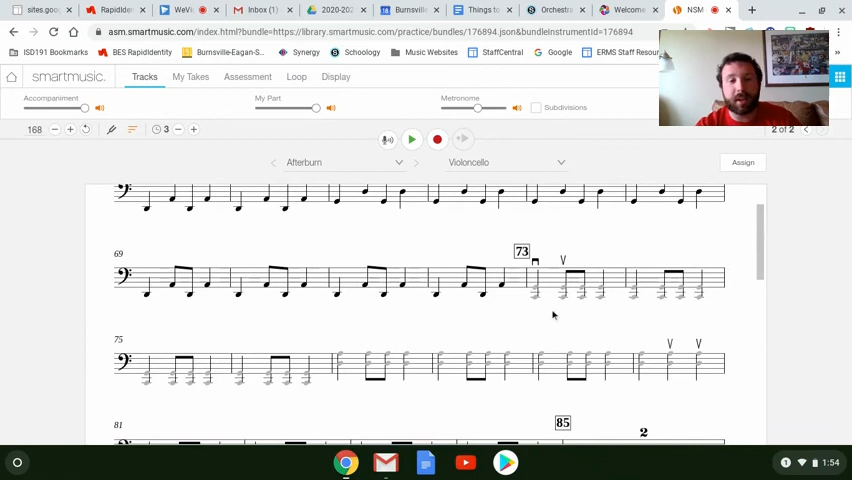 sites.goog
RapidIden
WeVi
Inbox (1)
2020-202
Burnsville
Things to
Orchestr
Welcome
NSM
asm.smartmusic.com/index.html?bundle=https://library.smartmusic.com/practice/bundles/176894.json&bundleInstrumentId=176894
ISD191 Bookmarks
BES RapidIdentity
Burnsville-Eagan-S
Synergy
Schoology
Music Websites
StaffCentral
Google
ERMS Staff Resour
smartmusic
Tracks
My Takes
Assessment
Loop
Display
Accompaniment
My Part
Metronome
Subdivisions
168
3
2 of 2
Afterburn
Violoncello
Assign
69
73
75
81
85
2
1
1:54